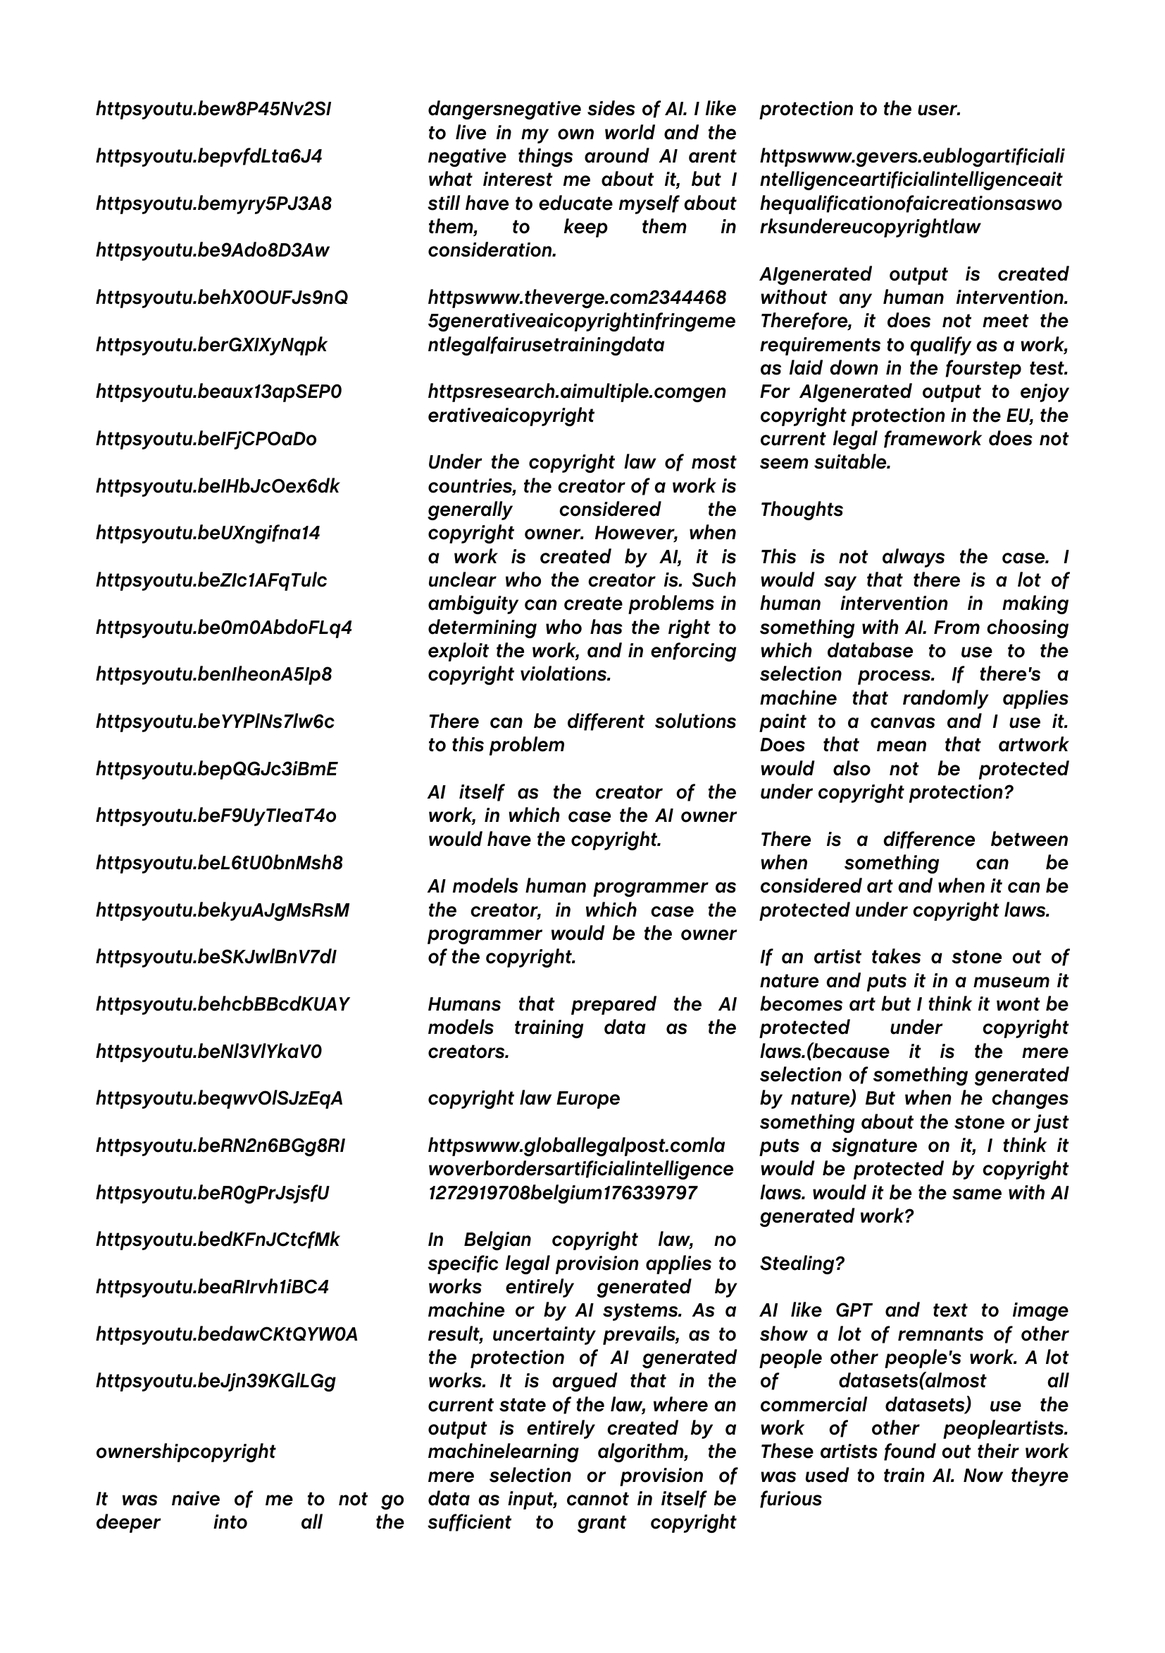 httpsyoutu.bew8P45Nv2SI
httpsyoutu.bepvfdLta6J4
httpsyoutu.bemyry5PJ3A8
httpsyoutu.be9Ado8D3Aw
httpsyoutu.behX0OUFJs9nQ
httpsyoutu.berGXIXyNqpk
httpsyoutu.beaux13apSEP0
httpsyoutu.beIFjCPOaDo
httpsyoutu.beIHbJcOex6dk
httpsyoutu.beUXngifna14
httpsyoutu.beZIc1AFqTulc
httpsyoutu.be0m0AbdoFLq4
httpsyoutu.benIheonA5lp8
httpsyoutu.beYYPlNs7lw6c
httpsyoutu.bepQGJc3iBmE
httpsyoutu.beF9UyTIeaT4o
httpsyoutu.beL6tU0bnMsh8
httpsyoutu.bekyuAJgMsRsM
httpsyoutu.beSKJwlBnV7dI
httpsyoutu.behcbBBcdKUAY
httpsyoutu.beNl3VlYkaV0
httpsyoutu.beqwvOlSJzEqA
httpsyoutu.beRN2n6BGg8RI
httpsyoutu.beR0gPrJsjsfU
httpsyoutu.bedKFnJCtcfMk
httpsyoutu.beaRIrvh1iBC4
httpsyoutu.bedawCKtQYW0A
httpsyoutu.beJjn39KGlLGg
ownershipcopyright
It was naive of me to not go
deeper into all the
dangersnegative sides of AI. I like
to live in my own world and the
negative things around AI arent
what interest me about it, but I
still have to educate myself about
them, to keep them in
consideration.
httpswww.theverge.com2344468
5generativeaicopyrightinfringeme
ntlegalfairusetrainingdata
httpsresearch.aimultiple.comgen
erativeaicopyright
Under the copyright law of most
countries, the creator of a work is
generally considered the
copyright owner. However, when
a work is created by AI, it is
unclear who the creator is. Such
ambiguity can create problems in
determining who has the right to
exploit the work, and in enforcing
copyright violations.
There can be different solutions
to this problem
AI itself as the creator of the
work, in which case the AI owner
would have the copyright.
AI models human programmer as
the creator, in which case the
programmer would be the owner
of the copyright.
Humans that prepared the AI
models training data as the
creators.
copyright law Europe
httpswww.globallegalpost.comla
woverbordersartificialintelligence
1272919708belgium176339797
In Belgian copyright law, no
specific legal provision applies to
works entirely generated by
machine or by AI systems. As a
result, uncertainty prevails, as to
the protection of AI generated
works. It is argued that in the
current state of the law, where an
output is entirely created by a
machinelearning algorithm, the
mere selection or provision of
data as input, cannot in itself be
sufficient to grant copyright
protection to the user.
httpswww.gevers.eublogartificiali
ntelligenceartificialintelligenceait
hequalificationofaicreationsaswo
rksundereucopyrightlaw
AIgenerated output is created
without any human intervention.
Therefore, it does not meet the
requirements to qualify as a work,
as laid down in the fourstep test.
For AIgenerated output to enjoy
copyright protection in the EU, the
current legal framework does not
seem suitable.
Thoughts
This is not always the case. I
would say that there is a lot of
human intervention in making
something with AI. From choosing
which database to use to the
selection process. If there's a
machine that randomly applies
paint to a canvas and I use it.
Does that mean that artwork
would also not be protected
under copyright protection?
There is a difference between
when something can be
considered art and when it can be
protected under copyright laws.
If an artist takes a stone out of
nature and puts it in a museum it
becomes art but I think it wont be
protected under copyright
laws.(because it is the mere
selection of something generated
by nature) But when he changes
something about the stone or just
puts a signature on it, I think it
would be protected by copyright
laws. would it be the same with AI
generated work?
Stealing?
AI like GPT and text to image
show a lot of remnants of other
people other people's work. A lot
of datasets(almost all
commercial datasets) use the
work of other peopleartists.
These artists found out their work
was used to train AI. Now theyre
furious